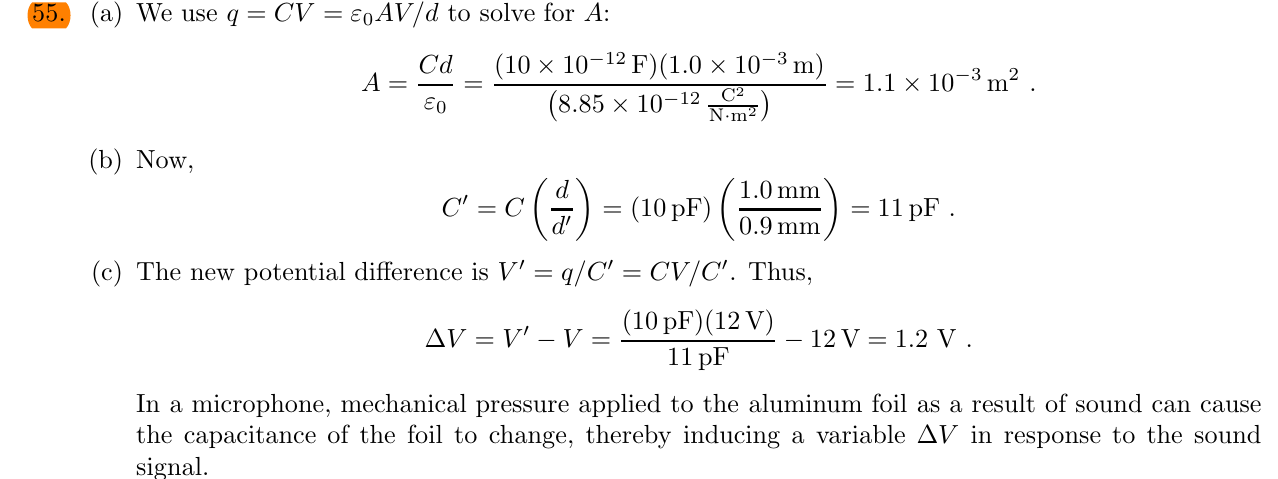 55. (a) We use q = CV = ε₀AV/d to solve for A:
A = Cd/ε₀ = (10 × 10⁻¹² F)(1.0 × 10⁻³ m)/(8.85 × 10⁻¹² C²/N·m²) = 1.1 × 10⁻³ m² .
(b) Now,
C′ = C (d/d′) = (10 pF) (1.0 mm/0.9 mm) = 11 pF .
(c) The new potential difference is V′ = q/C′ = CV/C′. Thus,
ΔV = V′ − V = (10 pF)(12 V)/11 pF − 12 V = 1.2 V .
In a microphone, mechanical pressure applied to the aluminum foil as a result of sound can cause
the capacitance of the foil to change, thereby inducing a variable ΔV in response to the sound
signal.